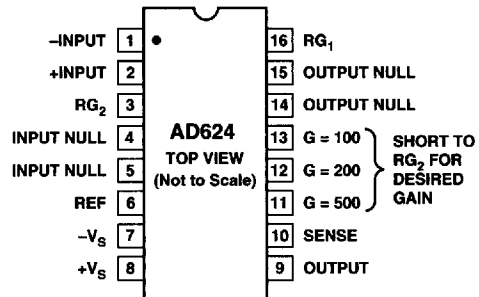 –INPUT 1 16 RG₁
+INPUT 2 15 OUTPUT NULL
RG₂ 3 14 OUTPUT NULL
INPUT NULL 4 AD624 13 G = 100
INPUT NULL 5 TOP VIEW 12 G = 200
(Not to Scale)
REF 6 11 G = 500
SHORT TO
RG₂ FOR
DESIRED
GAIN
–Vₛ 7 10 SENSE
+Vₛ 8 9 OUTPUT